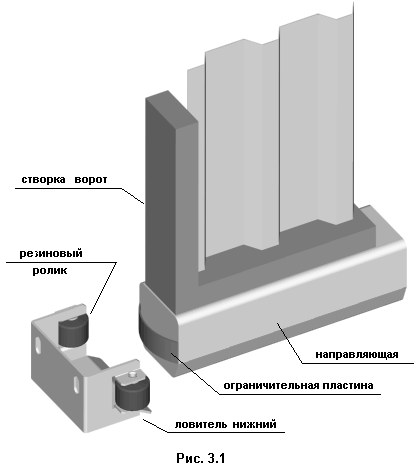 створка ворот
резиновый
ролик
направляющая
ограничительная пластина
ловитель нижний
Рис. 3.1